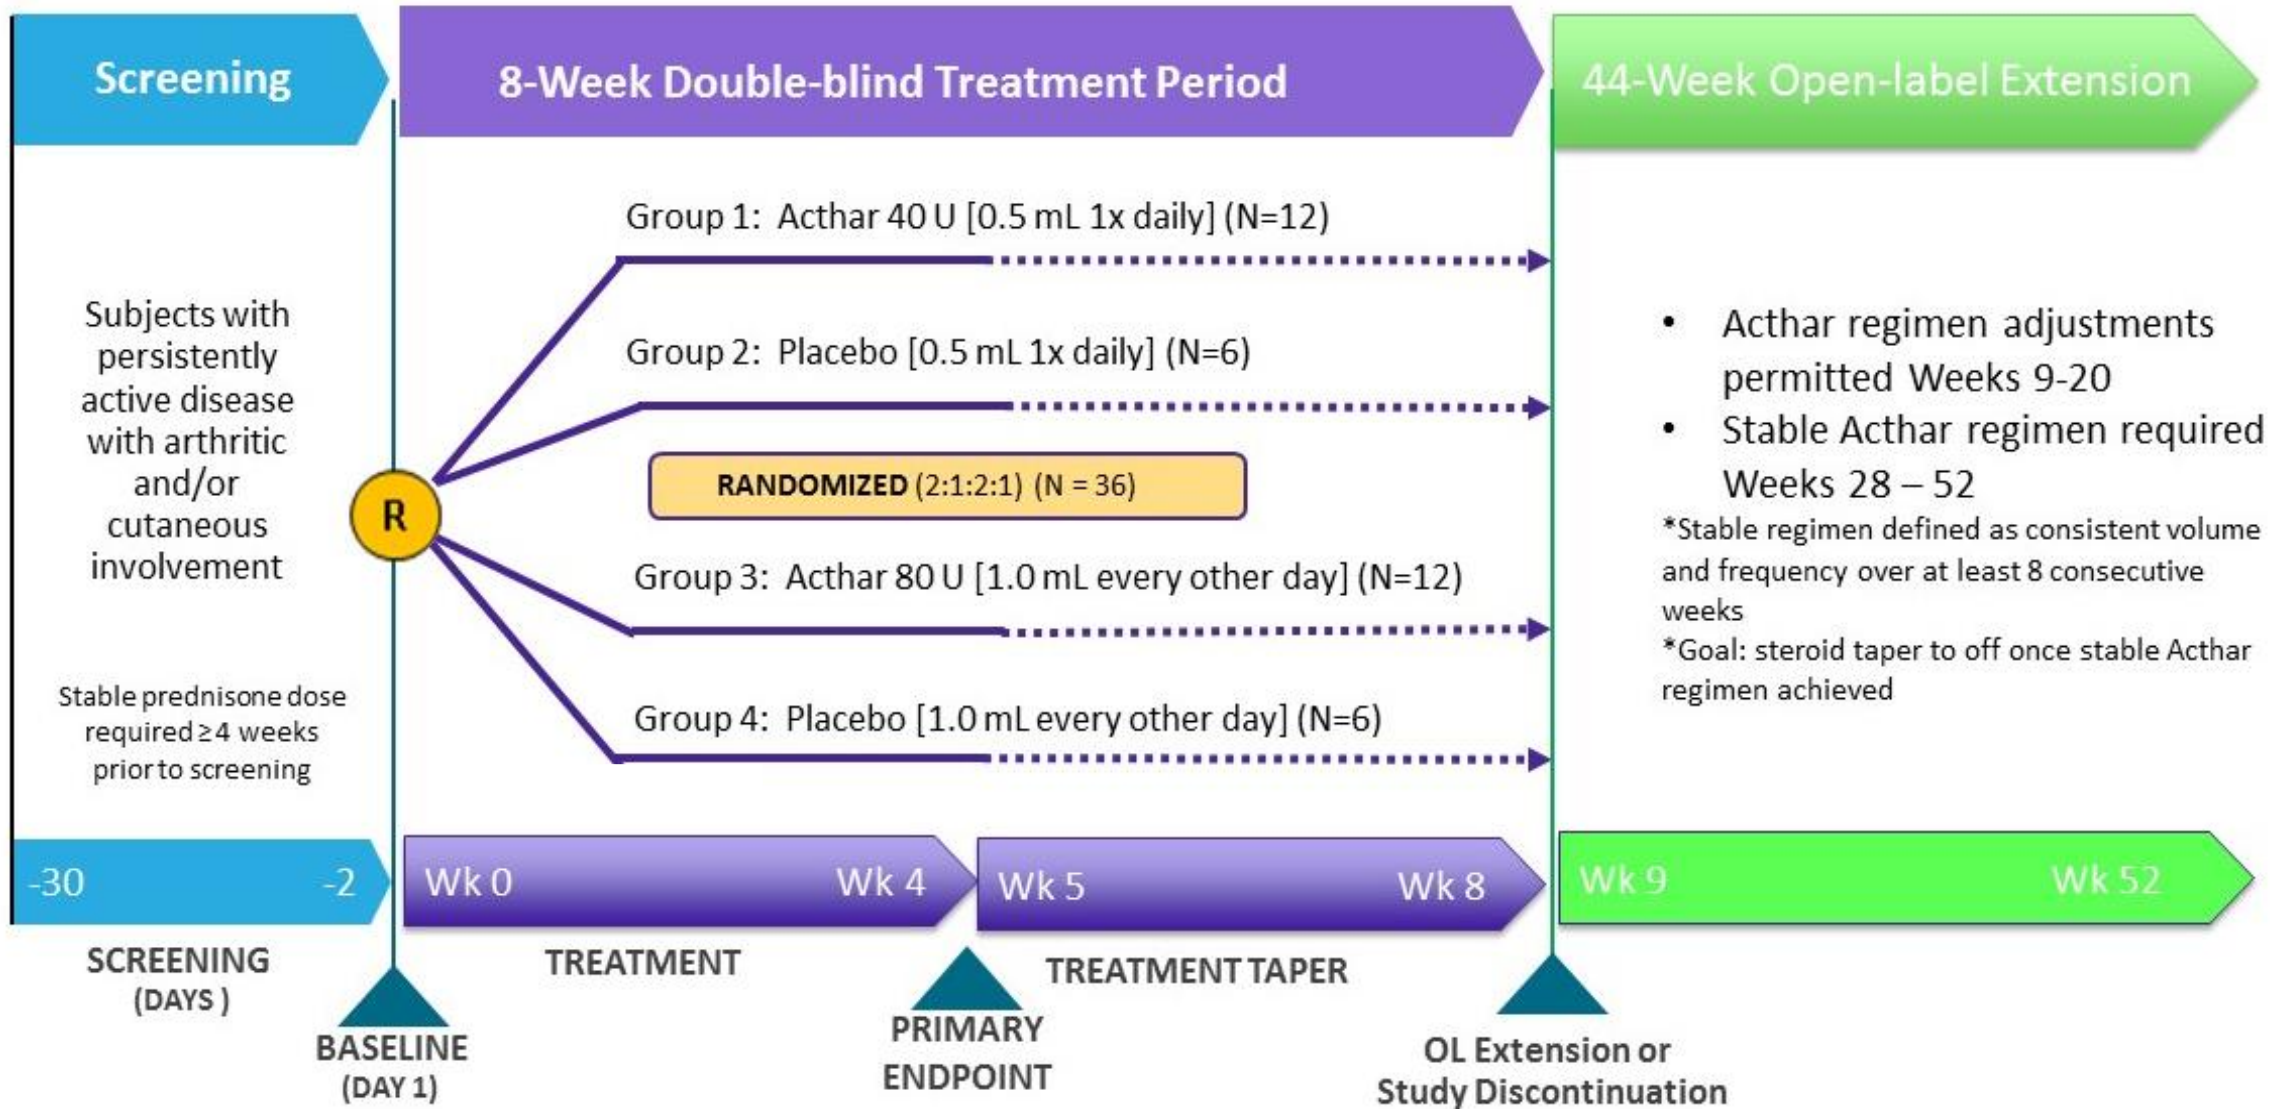 Screening
8-Week Double-blind Treatment Period
44-Week Open-label Extension
Subjects with
persistently
active disease
with arthritic
and/or
cutaneous
involvement
Stable prednisone dose
required ≥4 weeks
prior to screening
R
Group 1: Acthar 40 U [0.5 mL 1x daily] (N=12)
Group 2: Placebo [0.5 mL 1x daily] (N=6)
RANDOMIZED (2:1:2:1) (N = 36)
Group 3: Acthar 80 U [1.0 mL every other day] (N=12)
Group 4: Placebo [1.0 mL every other day] (N=6)
• Acthar regimen adjustments
permitted Weeks 9-20
• Stable Acthar regimen required
Weeks 28 – 52
*Stable regimen defined as consistent volume
and frequency over at least 8 consecutive
weeks
*Goal: steroid taper to off once stable Acthar
regimen achieved
-30 -2
Wk 0 Wk 4
Wk 5 Wk 8
Wk 9 Wk 52
SCREENING
(DAYS )
BASELINE
(DAY 1)
TREATMENT
PRIMARY
ENDPOINT
TREATMENT TAPER
OL Extension or
Study Discontinuation